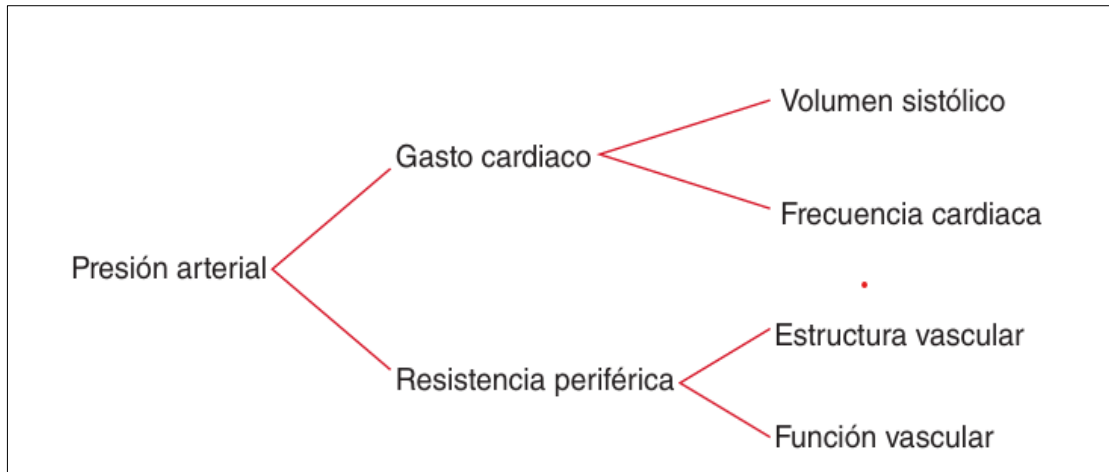 Volumen sistólico
Gasto cardiaco
Frecuencia cardiaca
Presión arterial
Estructura vascular
Resistencia periférica
Función vascular